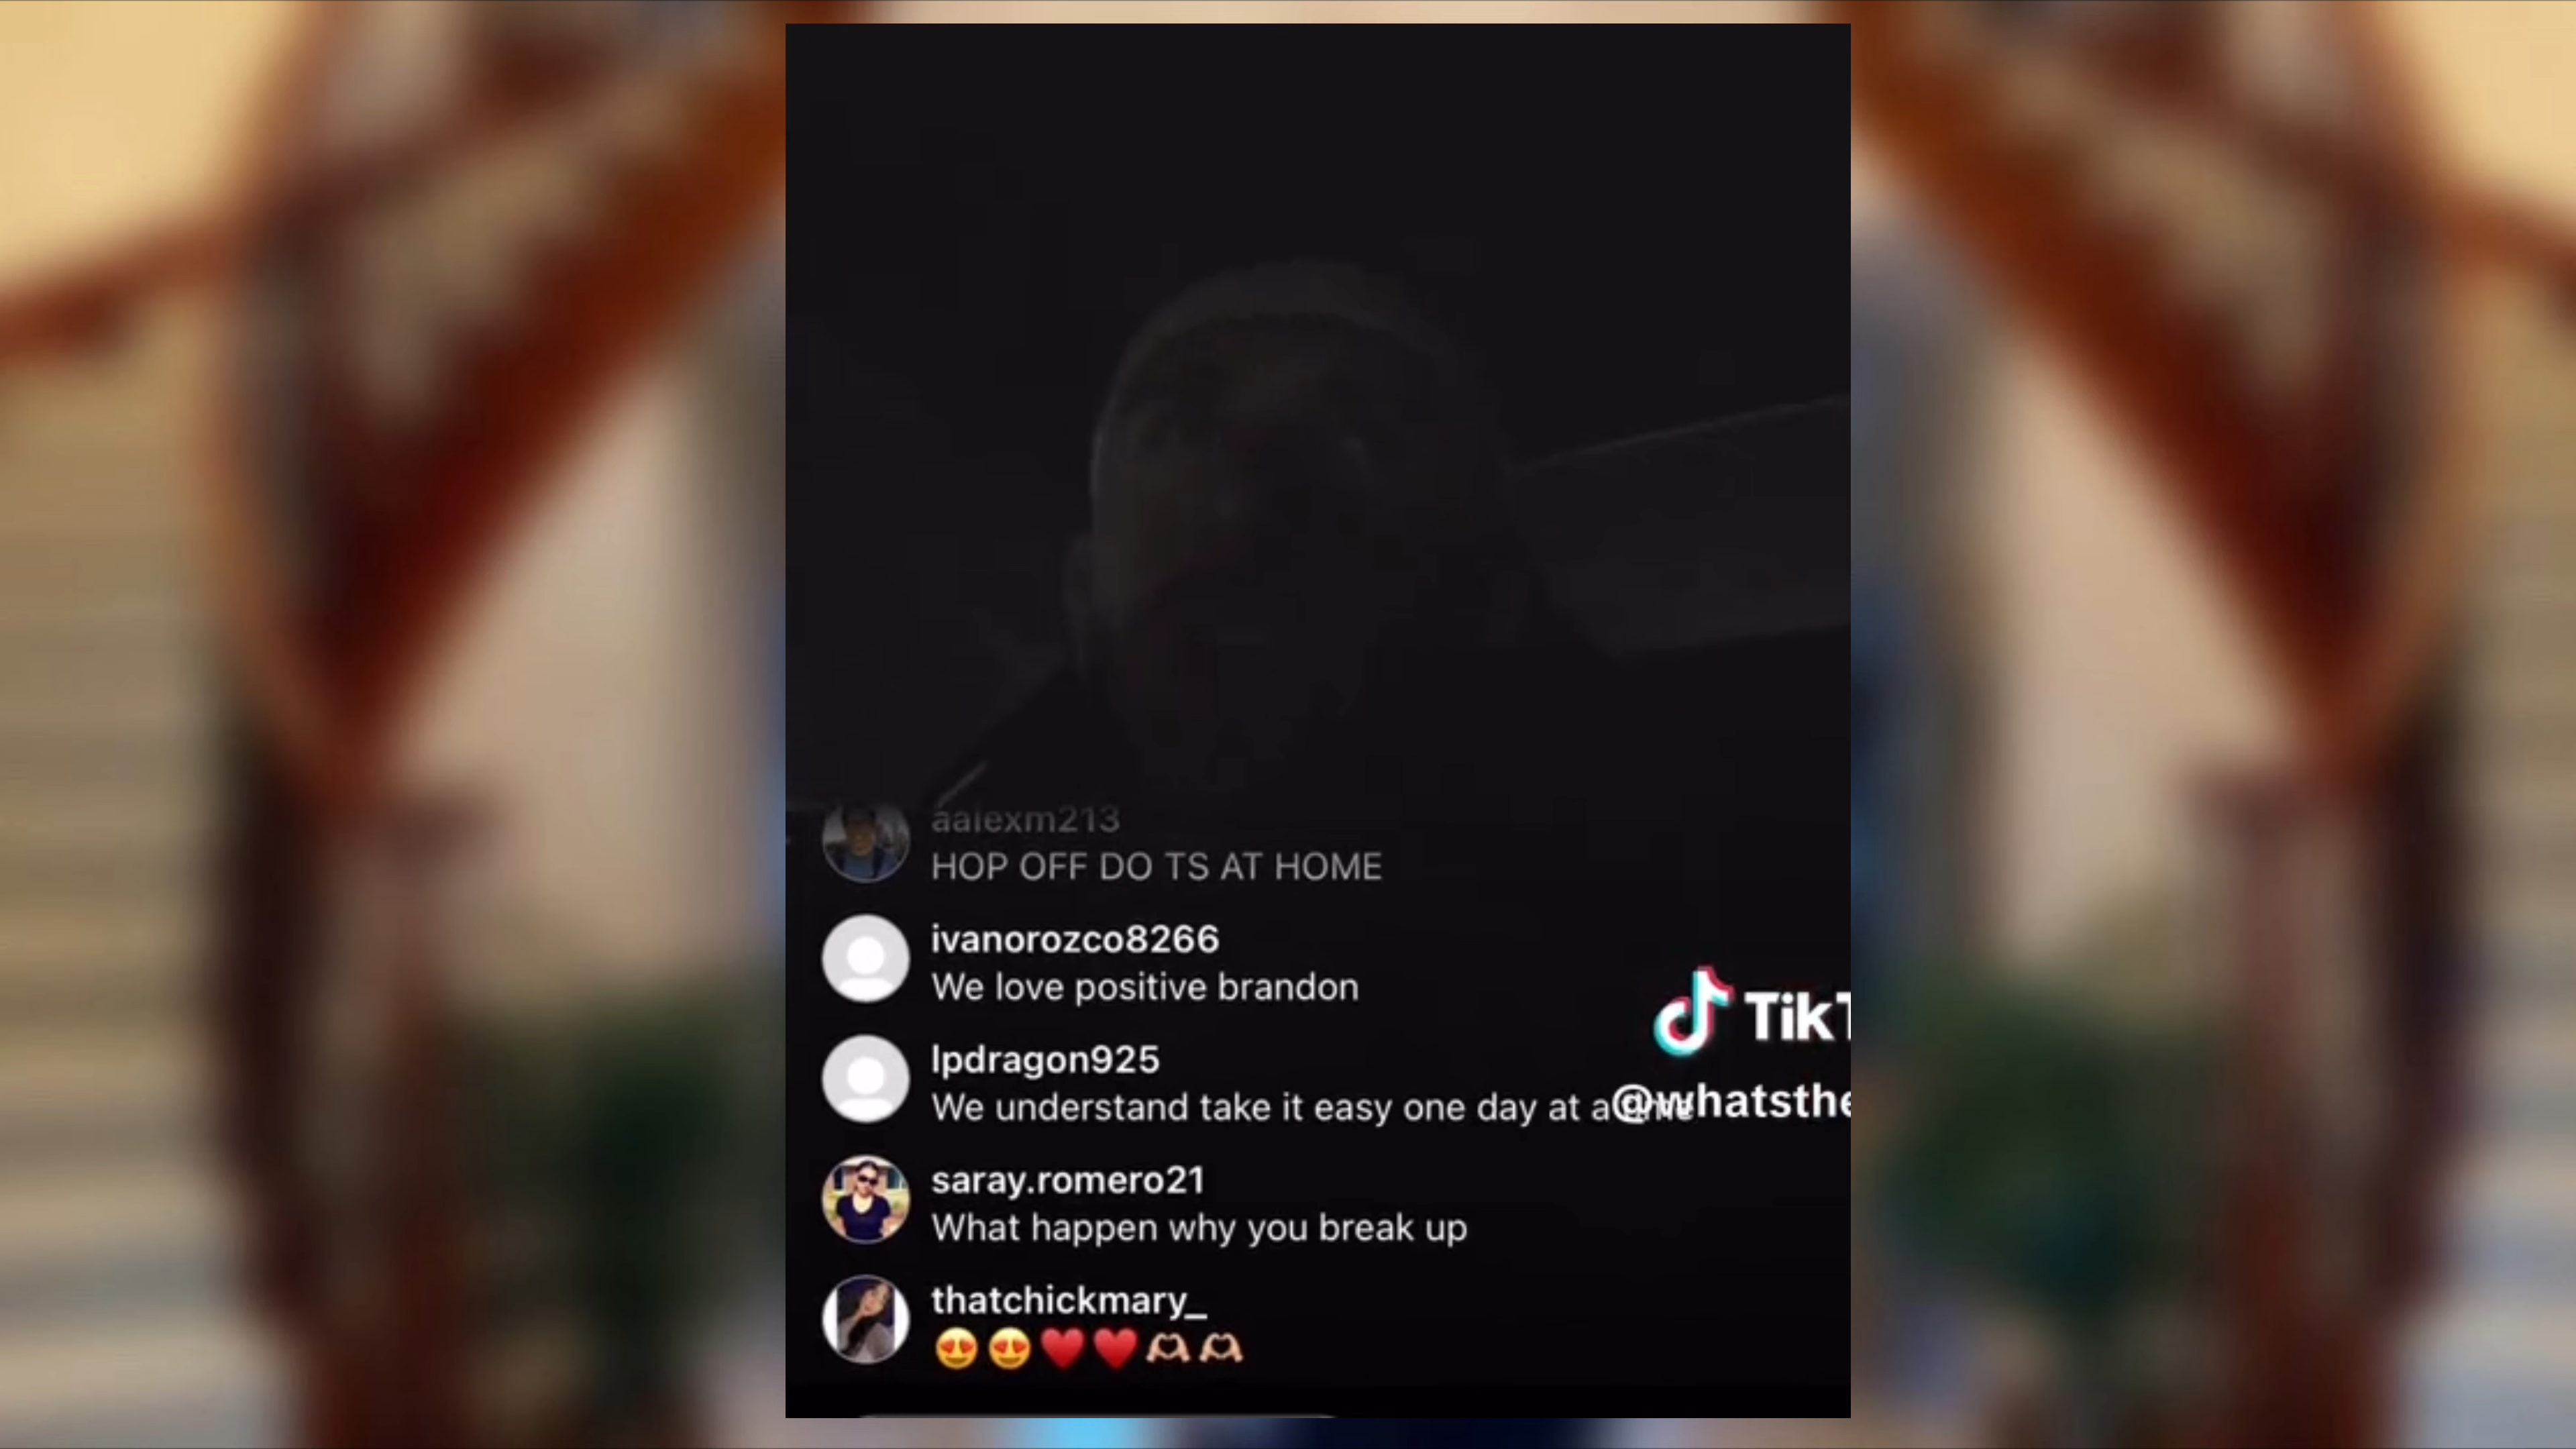 aalexm213
HOP OFF DO TS AT HOME
ivanorozco8266
We love positive brandon
lpdragon925
We understand take it easy one day at a
TikT
@whatsthe
saray.romero21
What happen why you break up
thatchickmary_
😍😍❤️❤️🫶🏼🫶🏼